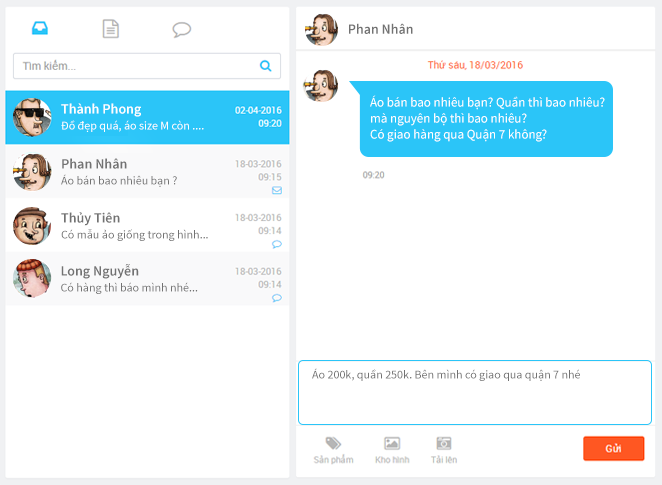 Tìm kiếm...
Thành Phong 02-04-2016
Đồ đẹp quá, áo size M còn .... 09:20
Phan Nhân 18-03-2016
Áo bán bao nhiêu bạn ? 09:15
Thủy Tiên 18-03-2016
Có mẫu áo giống trong hình... 09:14
Long Nguyễn 18-03-2016
Có hàng thì báo mình nhé... 09:14
Phan Nhân
Thứ sáu, 18/03/2016
Áo bán bao nhiêu bạn? Quần thì bao nhiêu?
mà nguyên bộ thì bao nhiêu?
Có giao hàng qua Quận 7 không?
09:20
Áo 200k, quần 250k. Bên mình có giao qua quận 7 nhé
Sản phẩm Kho hình Tải lên Gửi